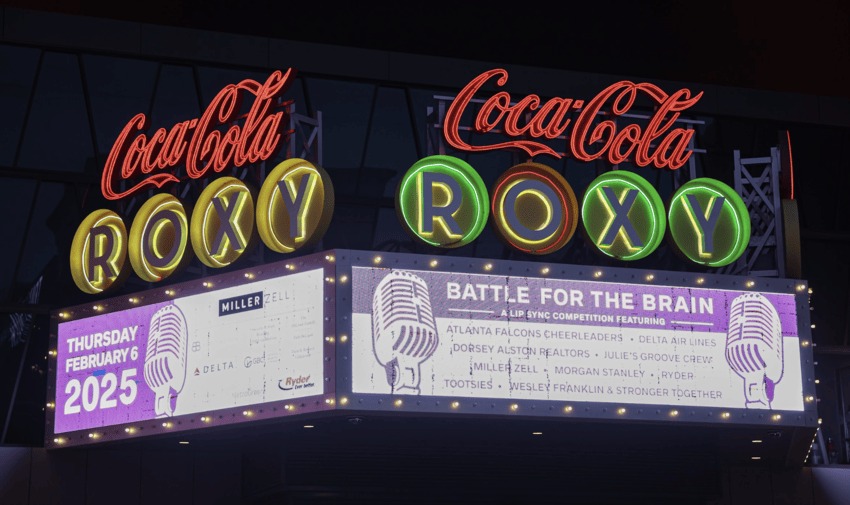 Coca-Cola
ROXY
Coca-Cola
ROXY
MILLER ZELL
THURSDAY
FEBRUARY 6
2025
DELTA
Ryder
Ever better.
BATTLE FOR THE BRAIN
A LIP SYNC COMPETITION FEATURING
ATLANTA FALCONS CHEERLEADERS • DELTA AIR LINES
DORSEY ALSTON REALTORS • JULIE'S GROOVE CREW
MILLER ZELL • MORGAN STANLEY • RYDER
TOOTSIES • WESLEY FRANKLIN & STRONGER TOGETHER